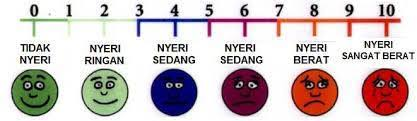 0 1 2 3 4 5 6 7 8 9 10
TIDAK
NYERI
NYERI
RINGAN
NYERI
SEDANG
NYERI
SEDANG
NYERI
BERAT
NYERI
SANGAT BERAT